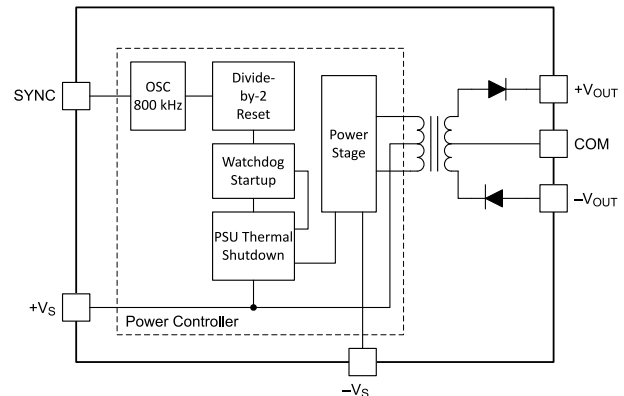 SYNC
OSC
800 kHz
Divide-
by-2
Reset
Watchdog
Startup
PSU Thermal
Shutdown
Power
Stage
+VOUT
COM
–VOUT
+VS
Power Controller
–VS